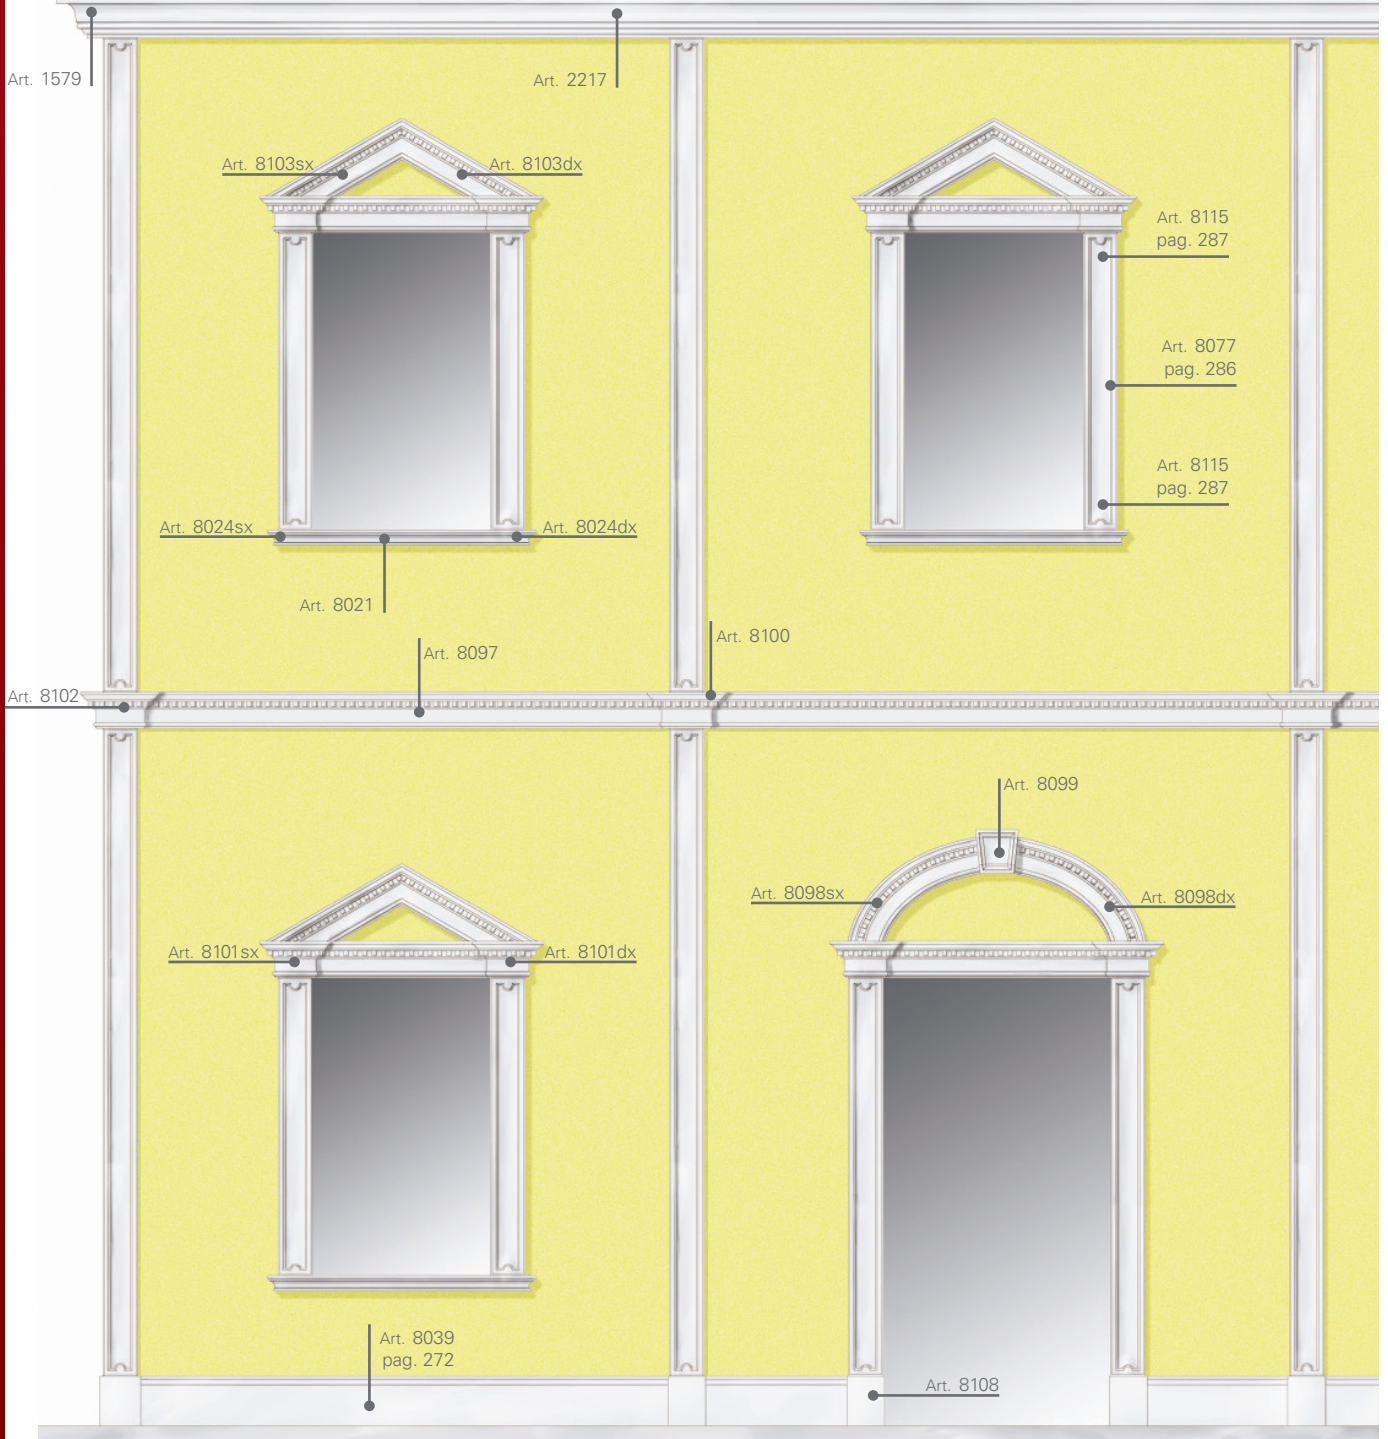 Art. 1579
Art. 2217
Art. 8103sx
Art. 8103dx
Art. 8115
pag. 287
Art. 8077
pag. 286
Art. 8115
pag. 287
Art. 8024sx
Art. 8024dx
Art. 8021
Art. 8100
Art. 8097
Art. 8102
Art. 8099
Art. 8098sx
Art. 8098dx
Art. 8101sx
Art. 8101dx
Art. 8039
pag. 272
Art. 8108